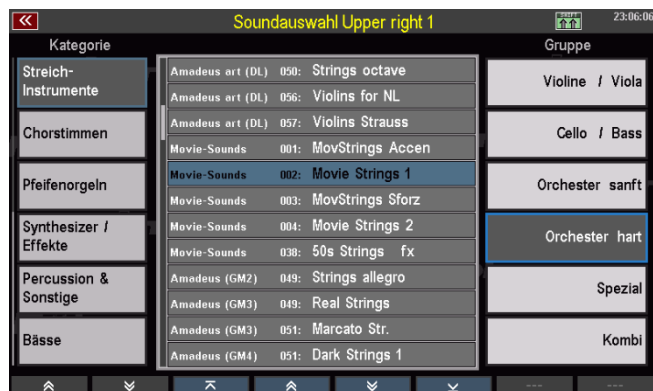 Soundauswahl Upper right 1
23:06:06
Kategorie
Gruppe
Streich-
Instrumente
Chorstimmen
Pfeifenorgeln
Synthesizer /
Effekte
Percussion &
Sonstige
Bässe
Amadeus art (DL) 050: Strings octave
Amadeus art (DL) 056: Violins for NL
Amadeus art (DL) 057: Violins Strauss
Movie-Sounds 001: MovStrings Accen
Movie-Sounds 002: Movie Strings 1
Movie-Sounds 003: MovStrings Sforz
Movie-Sounds 004: Movie Strings 2
Movie-Sounds 038: 50s Strings fx
Amadeus (GM2) 049: Strings allegro
Amadeus (GM3) 049: Real Strings
Amadeus (GM3) 051: Marcato Str.
Amadeus (GM4) 051: Dark Strings 1
Violine / Viola
Cello / Bass
Orchester sanft
Orchester hart
Spezial
Kombi
--- ---